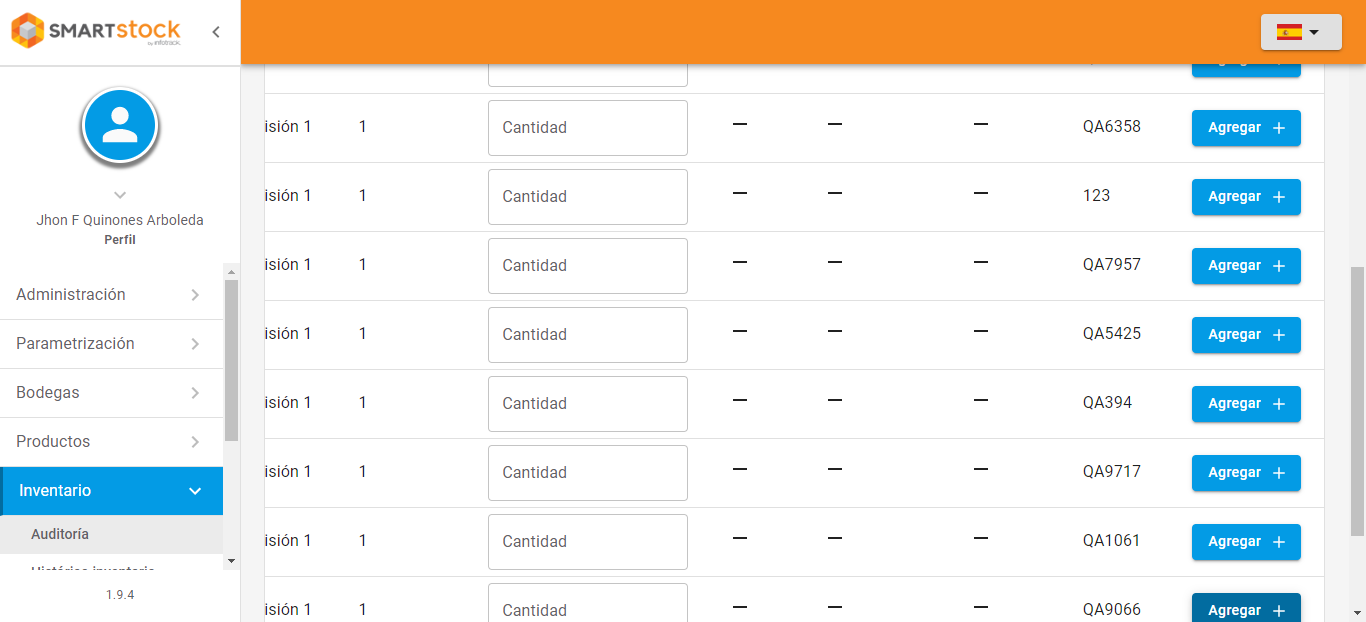 SMARTstock
by infotrack.
Jhon F Quinones Arboleda
Perfil
Administración
Parametrización
Bodegas
Productos
Inventario
Auditoría
Histórico inventario
1.9.4
Agregar
isión 1 1 Cantidad — — — QA6358 Agregar +
isión 1 1 Cantidad — — — 123 Agregar +
isión 1 1 Cantidad — — — QA7957 Agregar +
isión 1 1 Cantidad — — — QA5425 Agregar +
isión 1 1 Cantidad — — — QA394 Agregar +
isión 1 1 Cantidad — — — QA9717 Agregar +
isión 1 1 Cantidad — — — QA1061 Agregar +
isión 1 1 Cantidad — — — QA9066 Agregar +